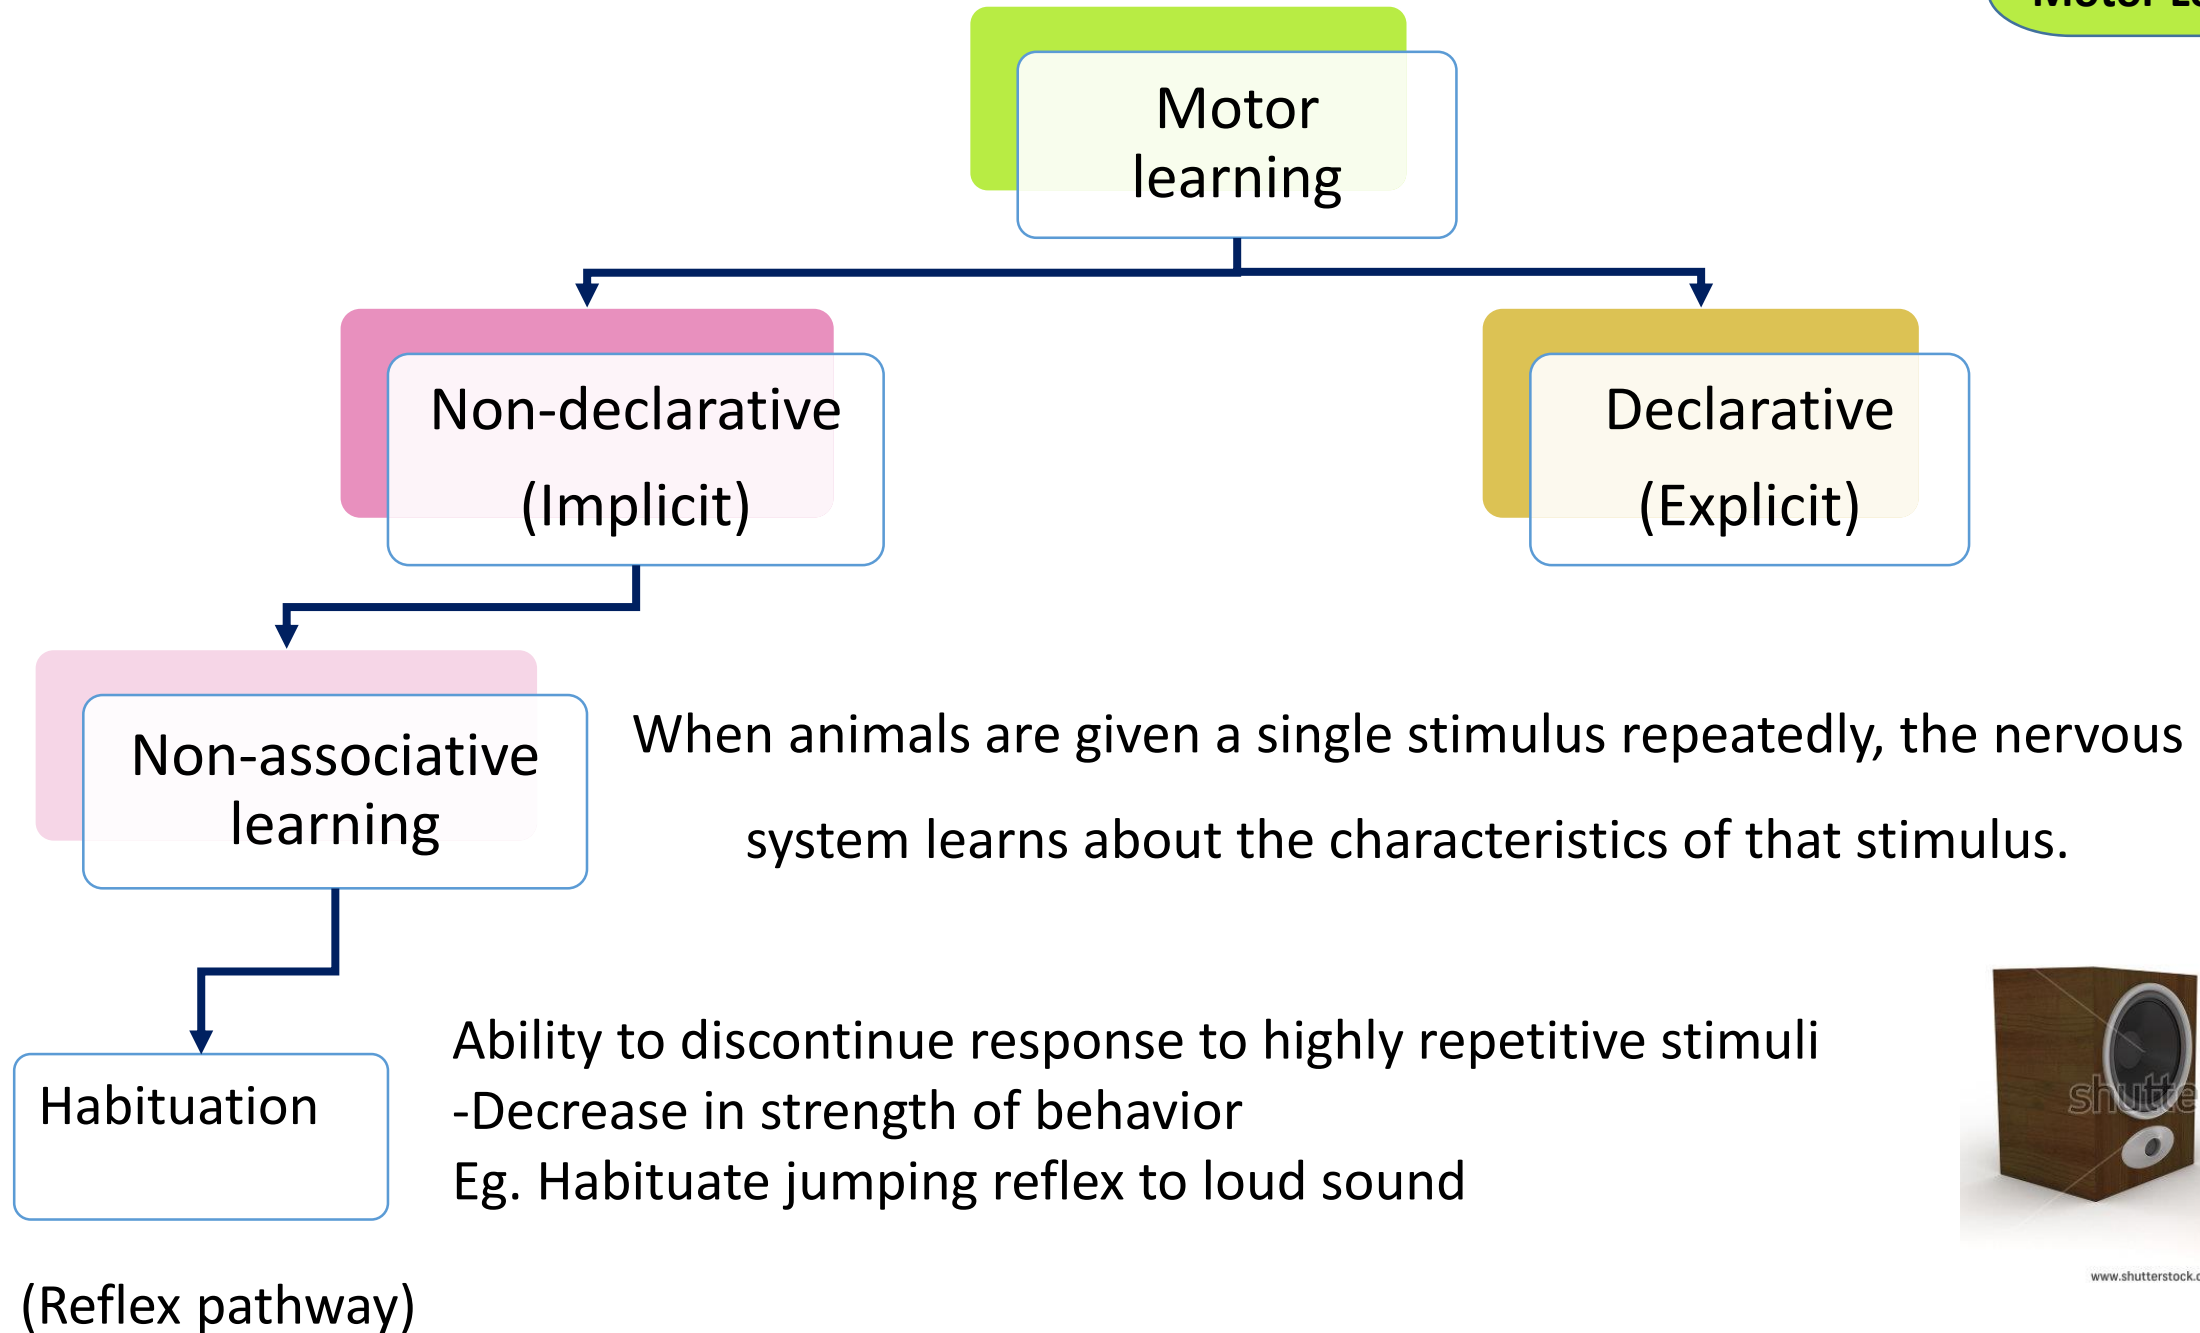 Motor
Motor
learning
Non-declarative
(Implicit)
Declarative
(Explicit)
Non-associative
learning
When animals are given a single stimulus repeatedly, the nervous
system learns about the characteristics of that stimulus.
Habituation
Ability to discontinue response to highly repetitive stimuli
-Decrease in strength of behavior
Eg. Habituate jumping reflex to loud sound
(Reflex pathway)